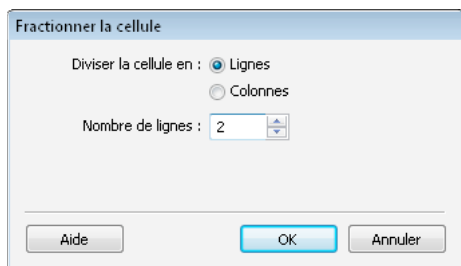 Fractionner la cellule
Diviser la cellule en : Lignes
Colonnes
Nombre de lignes : 2
Aide OK Annuler